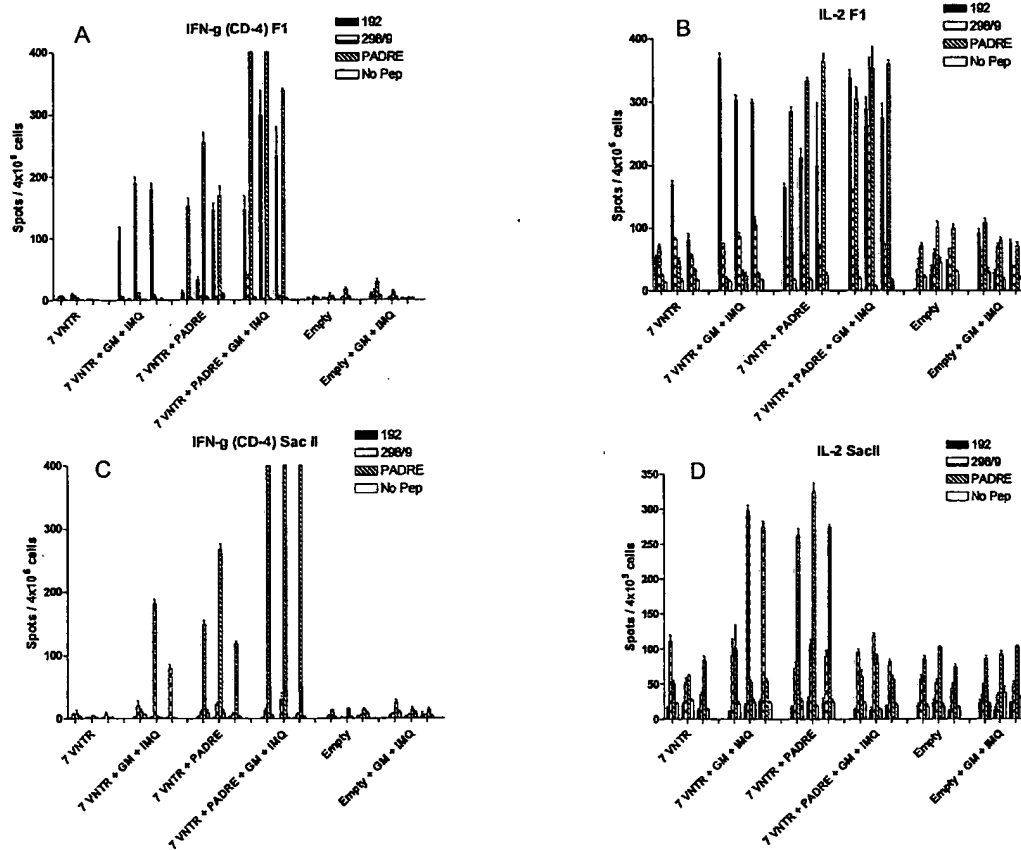 A
IFN-g (CD-4) F1
192
298/9
PADRE
No Pep
400
300
200
100
0
Spots / 4x10⁶ cells
7 VNTR
7 VNTR + GM + IMQ
7 VNTR + PADRE
7 VNTR + PADRE + GM + IMQ
Empty
Empty + GM + IMQ
B
IL-2 F1
192
298/9
PADRE
No Pep
400
300
200
100
0
Spots / 4x10⁶ cells
7 VNTR
7 VNTR + GM + IMQ
7 VNTR + PADRE
7 VNTR + PADRE + GM + IMQ
Empty
Empty + GM + IMQ
C
IFN-g (CD-4) Sac II
192
298/9
PADRE
No Pep
400
300
200
100
0
Spots / 4x10⁶ cells
7 VNTR
7 VNTR + GM + IMQ
7 VNTR + PADRE
7 VNTR + PADRE + GM + IMQ
Empty
Empty + GM + IMQ
D
IL-2 SacII
192
298/9
PADRE
No Pep
350
300
250
200
150
100
50
0
Spots / 4x10³ cells
7 VNTR
7 VNTR + GM + IMQ
7 VNTR + PADRE
7 VNTR + PADRE + GM + IMQ
Empty
Empty + GM + IMQ